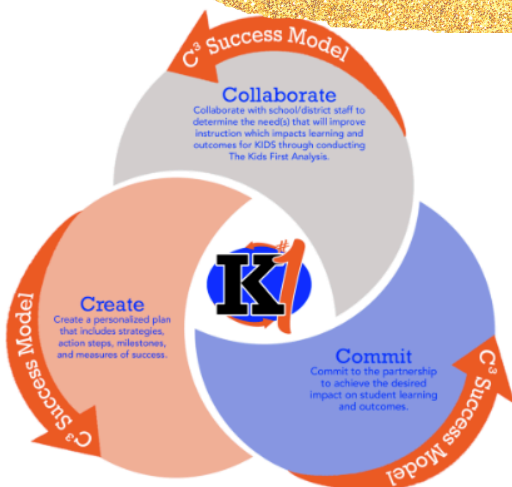 C³ Success Model
Collaborate
Collaborate with school/district staff to
determine the need(s) that will improve
instruction which impacts learning and
outcomes for KIDS through conducting
The Kids First Analysis.
#1
K
Create
Create a personalized plan
that includes strategies,
action steps, milestones,
and measures of success.
C³ Success Model
Commit
Commit to the partnership
to achieve the desired
impact on student learning
and outcomes.
C³ Success Model